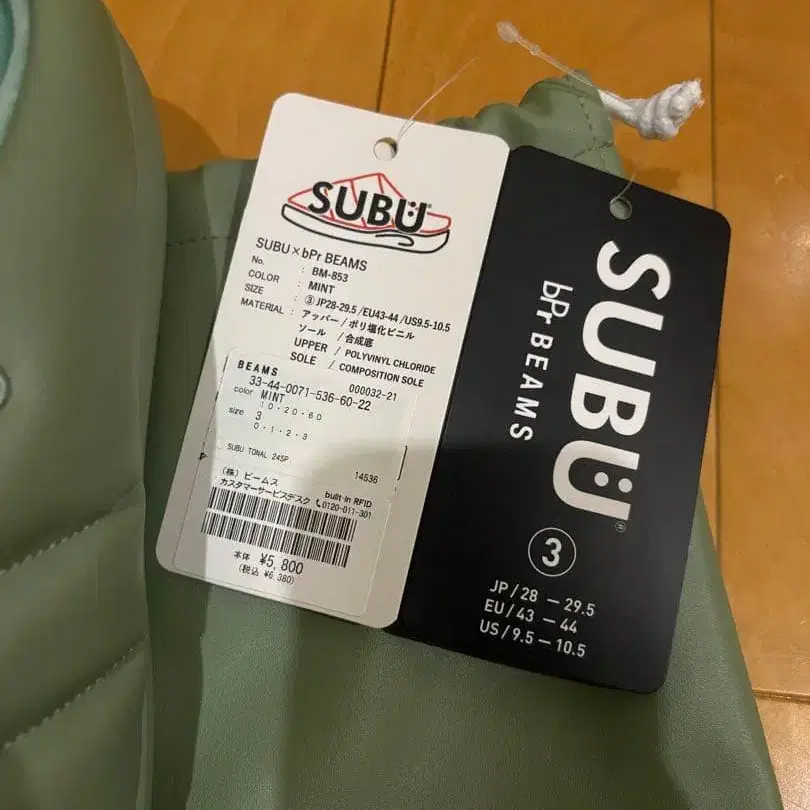 SUBU®
SUBU×bPr BEAMS
No. : BM-853
COLOR : MINT
SIZE : ③JP28-29.5/EU43-44/US9.5-10.5
MATERIAL : アッパー/ポリ塩化ビニル
ソール /合成底
UPPER / POLYVINYL CHLORIDE
SOLE / COMPOSITION SOLE
000032-21
BEAMS
33-44-0071-536-60-22
color MINT
10・20・60
size 3
0・1・2・3
SUBU TONAL 24SP
14536
(株)ビームス built-in RFID
カスタマーサービスデスク 0120-011-301
本体 ¥5,800
(税込 ¥6,380)
SUBU®
bPr BEAMS
3
JP/28 — 29.5
EU/43 — 44
US/9.5 — 10.5